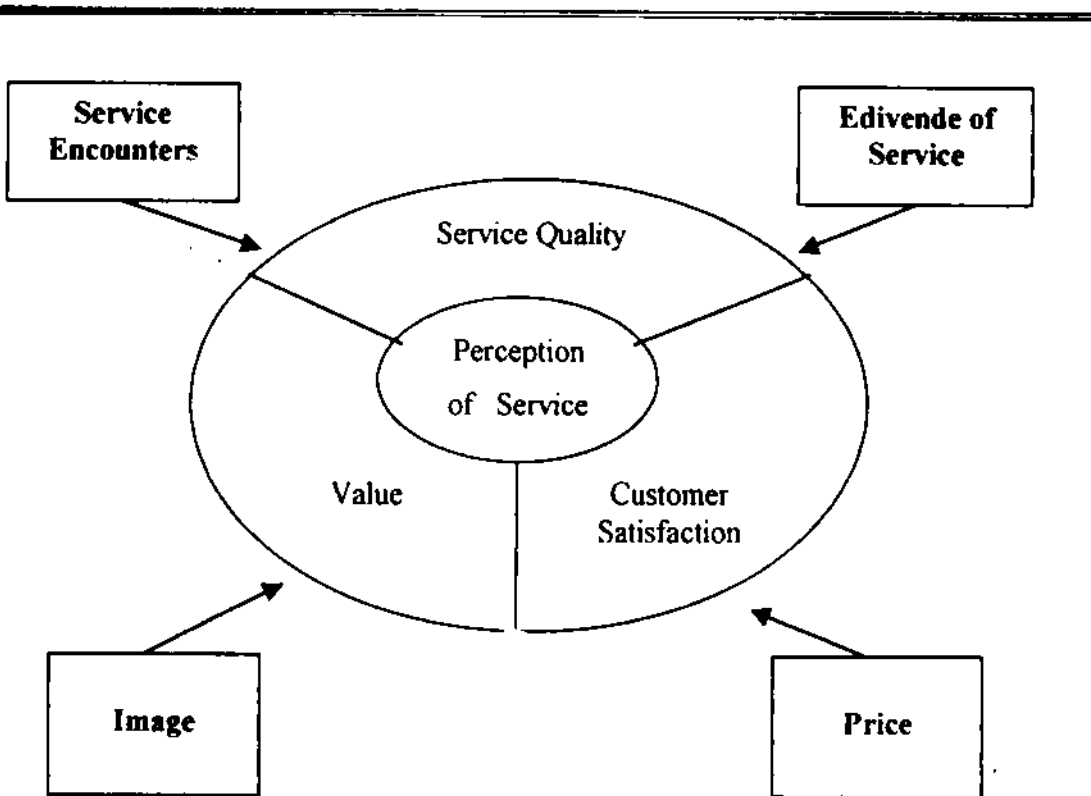 Service
Encounters
Edivende of
Service
Service Quality
Perception
of Service
Value
Customer
Satisfaction
Image
Price